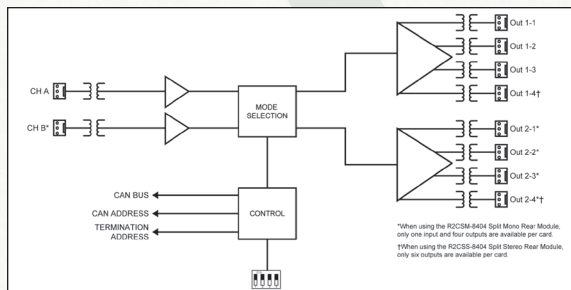 Out 1-1
Out 1-2
Out 1-3
Out 1-4†
CH A
CH B*
MODE
SELECTION
Out 2-1*
Out 2-2*
Out 2-3*
Out 2-4*†
CAN BUS
CAN ADDRESS
TERMINATION
ADDRESS
CONTROL
*When using the R2CSM-8404 Split Mono Rear Module,
only one input and four outputs are available per card.
†When using the R2CSS-8404 Split Stereo Rear Module,
only six outputs are available per card.